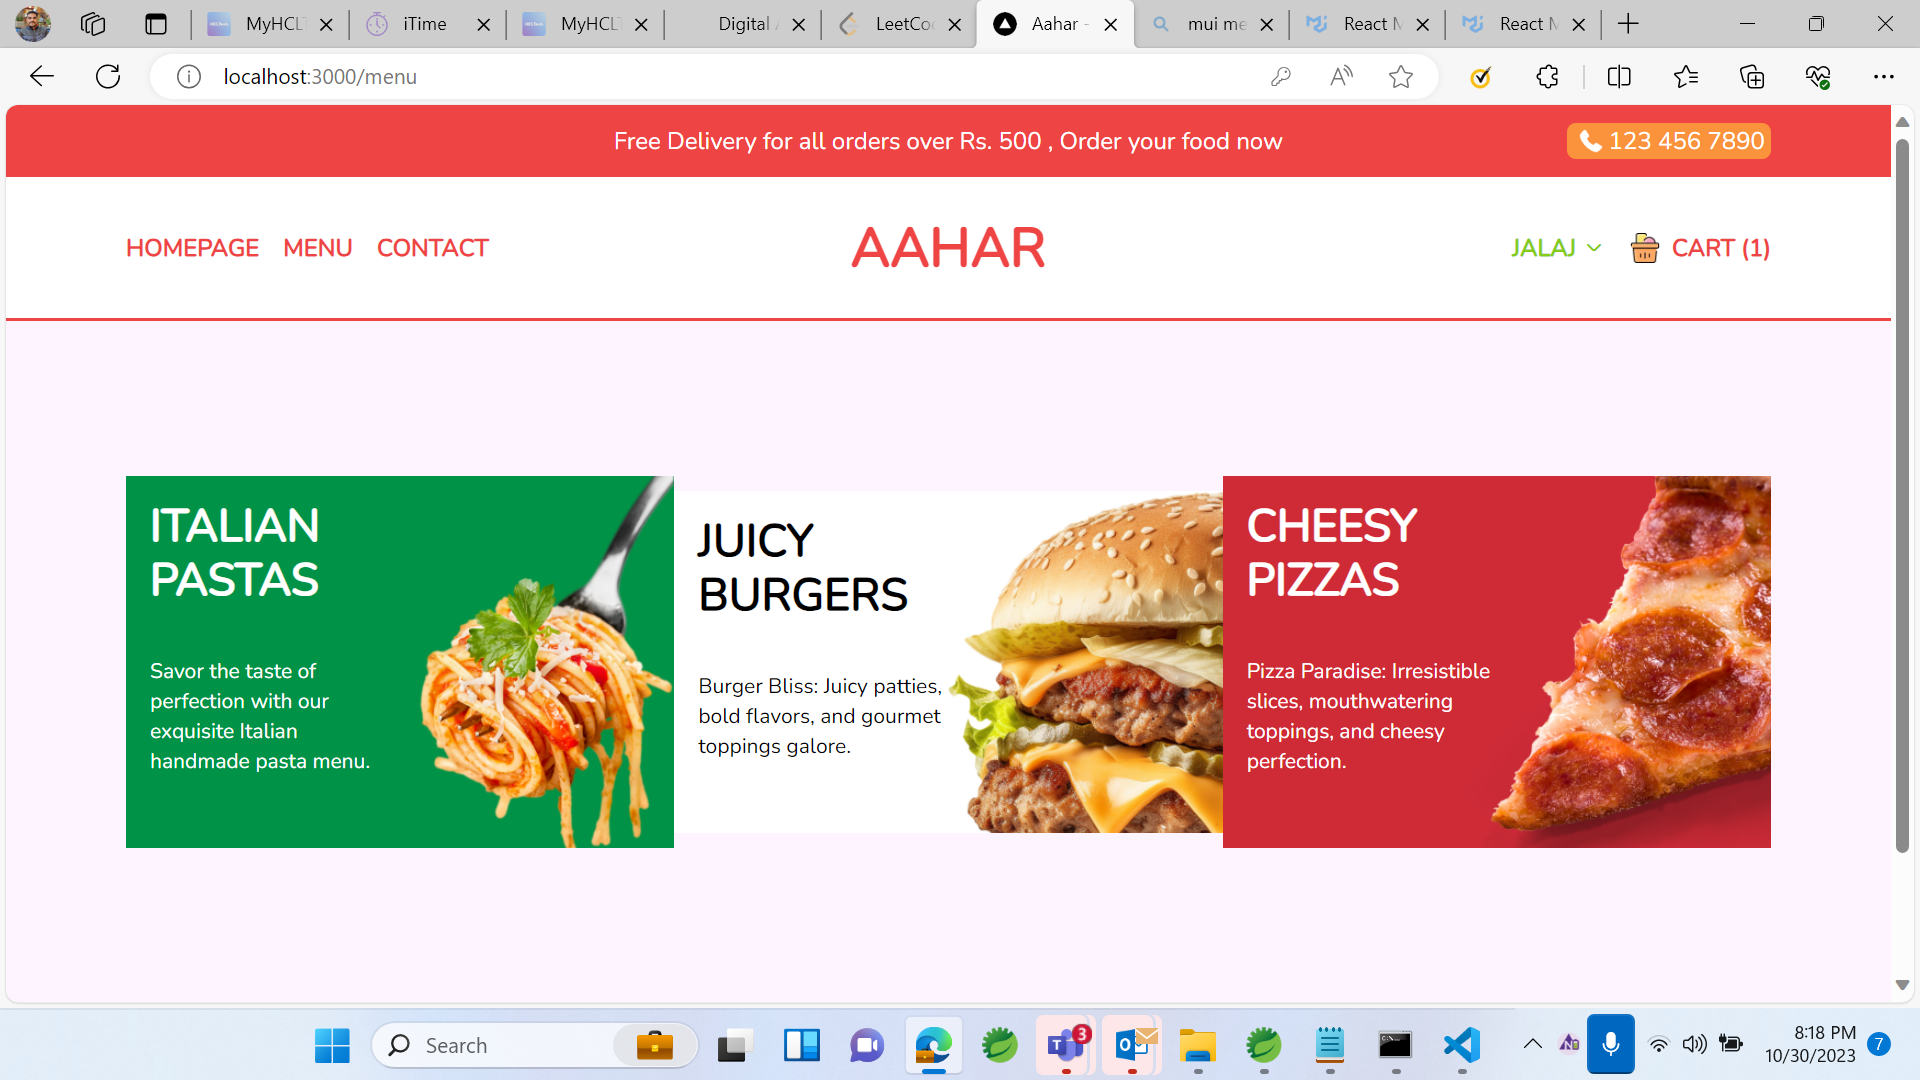 MyHCLT
iTime
MyHCLT
Digital
LeetCo
Aahar -
mui me
React M
React M
localhost:3000/menu
Free Delivery for all orders over Rs. 500 , Order your food now
123 456 7890
HOMEPAGE MENU CONTACT
AAHAR
JALAJ
CART (1)
ITALIAN
PASTAS
Savor the taste of
perfection with our
exquisite Italian
handmade pasta menu.
JUICY
BURGERS
Burger Bliss: Juicy patties,
bold flavors, and gourmet
toppings galore.
CHEESY
PIZZAS
Pizza Paradise: Irresistible
slices, mouthwatering
toppings, and cheesy
perfection.
Search
3
8:18 PM
10/30/2023
7